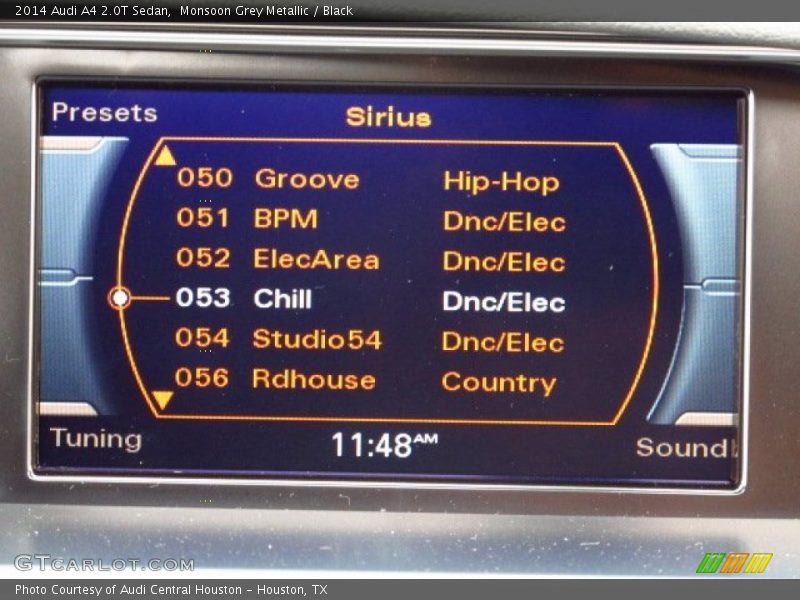 2014 Audi A4 2.0T Sedan,  Monsoon Grey Metallic / Black
Presets
Sirius
050 Groove Hip-Hop
051 BPM Dnc/Elec
052 ElecArea Dnc/Elec
053 Chill Dnc/Elec
054 Studio54 Dnc/Elec
056 Rdhouse Country
Tuning
11:48AM
Sound
GTCARLOT.COM
Photo Courtesy of Audi Central Houston - Houston, TX